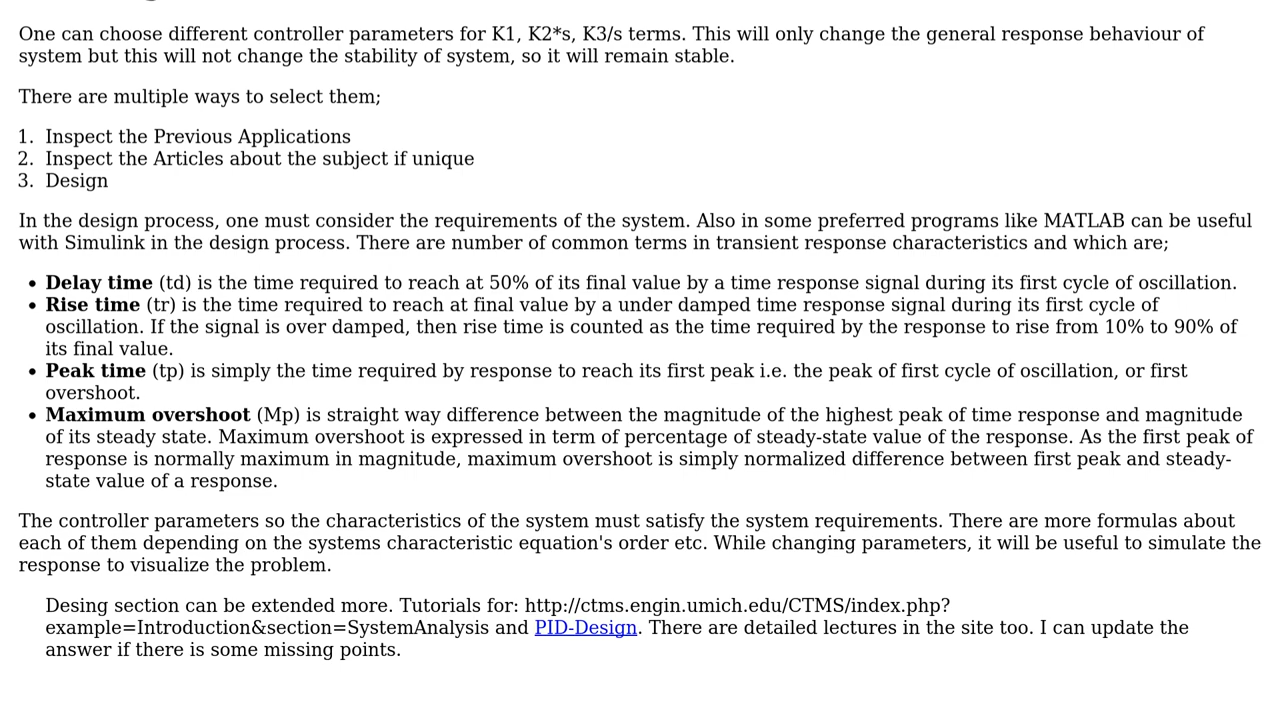 One can choose different controller parameters for K1, K2*s, K3/s terms. This will only change the general response behaviour of
system but this will not change the stability of system, so it will remain stable.
There are multiple ways to select them;
1. Inspect the Previous Applications
2. Inspect the Articles about the subject if unique
3. Design
In the design process, one must consider the requirements of the system. Also in some preferred programs like MATLAB can be useful
with Simulink in the design process. There are number of common terms in transient response characteristics and which are;
• Delay time (td) is the time required to reach at 50% of its final value by a time response signal during its first cycle of oscillation.
• Rise time (tr) is the time required to reach at final value by a under damped time response signal during its first cycle of
oscillation. If the signal is over damped, then rise time is counted as the time required by the response to rise from 10% to 90% of
its final value.
• Peak time (tp) is simply the time required by response to reach its first peak i.e. the peak of first cycle of oscillation, or first
overshoot.
• Maximum overshoot (Mp) is straight way difference between the magnitude of the highest peak of time response and magnitude
of its steady state. Maximum overshoot is expressed in term of percentage of steady-state value of the response. As the first peak of
response is normally maximum in magnitude, maximum overshoot is simply normalized difference between first peak and steady-
state value of a response.
The controller parameters so the characteristics of the system must satisfy the system requirements. There are more formulas about
each of them depending on the systems characteristic equation's order etc. While changing parameters, it will be useful to simulate the
response to visualize the problem.
Desing section can be extended more. Tutorials for: http://ctms.engin.umich.edu/CTMS/index.php?
example=Introduction&section=SystemAnalysis and PID-Design. There are detailed lectures in the site too. I can update the
answer if there is some missing points.